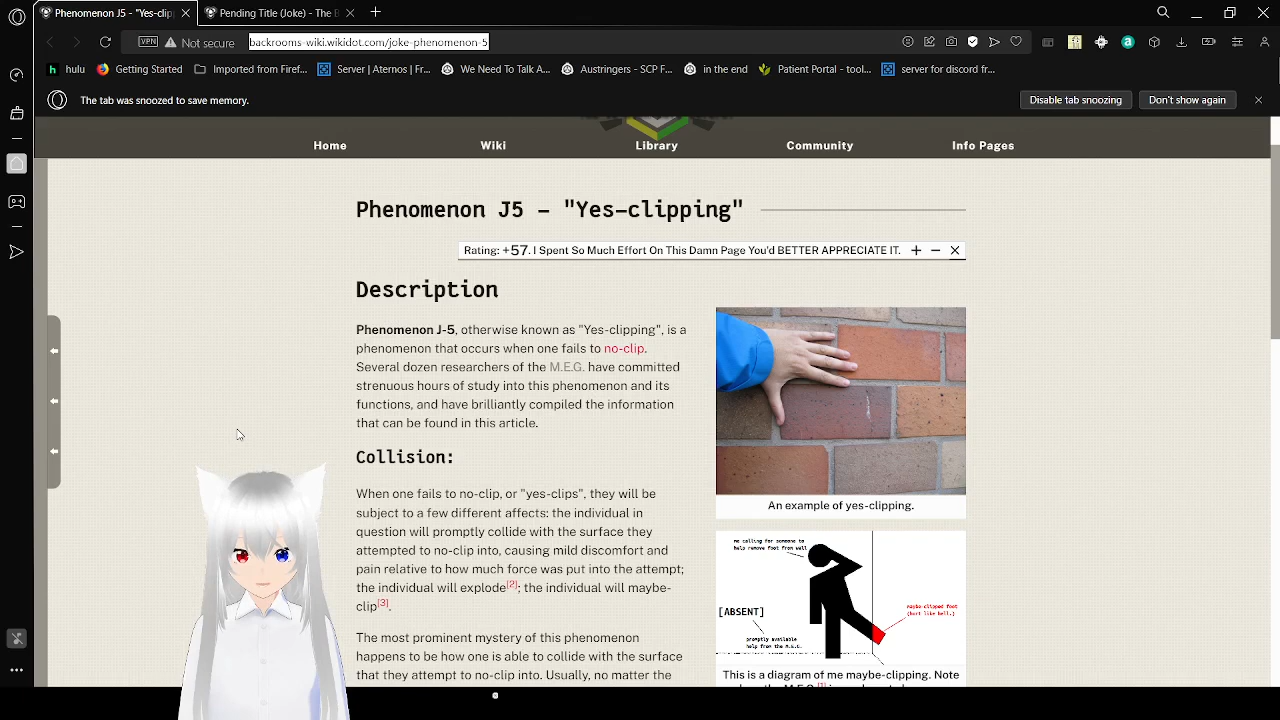 Phenomenon J5 - "Yes-clip
Pending Title (Joke) - The B
VPN
Not secure
backrooms-wiki.wikidot.com/joke-phenomenon-5
hulu
Getting Started
Imported from Firef...
Server | Aternos | Fr...
We Need To Talk A...
Austringers - SCP F...
in the end
Patient Portal - tool...
server for discord fr...
The tab was snoozed to save memory.
Disable tab snoozing
Don't show again
Home
Wiki
Library
Community
Info Pages
Phenomenon J5 - "Yes-clipping"
Rating: +57. I Spent So Much Effort On This Damn Page You'd BETTER APPRECIATE IT. + − ×
Description
Phenomenon J-5, otherwise known as "Yes-clipping", is a
phenomenon that occurs when one fails to no-clip.
Several dozen researchers of the M.E.G. have committed
strenuous hours of study into this phenomenon and its
functions, and have brilliantly compiled the information
that can be found in this article.
Collision:
When one fails to no-clip, or "yes-clips", they will be
subject to a few different affects: the individual in
question will promptly collide with the surface they
attempted to no-clip into, causing mild discomfort and
pain relative to how much force was put into the attempt;
the individual will explode[2]; the individual will maybe-
clip[3].
The most prominent mystery of this phenomenon
happens to be how one is able to collide with the surface
that they attempt to no-clip into. Usually, no matter the
An example of yes-clipping.
me calling for someone to
help remove foot from wall
[ABSENT]
promptly available
help from the M.E.G.
maybe-clipped foot
(hurt like hell.)
This is a diagram of me maybe-clipping. Note